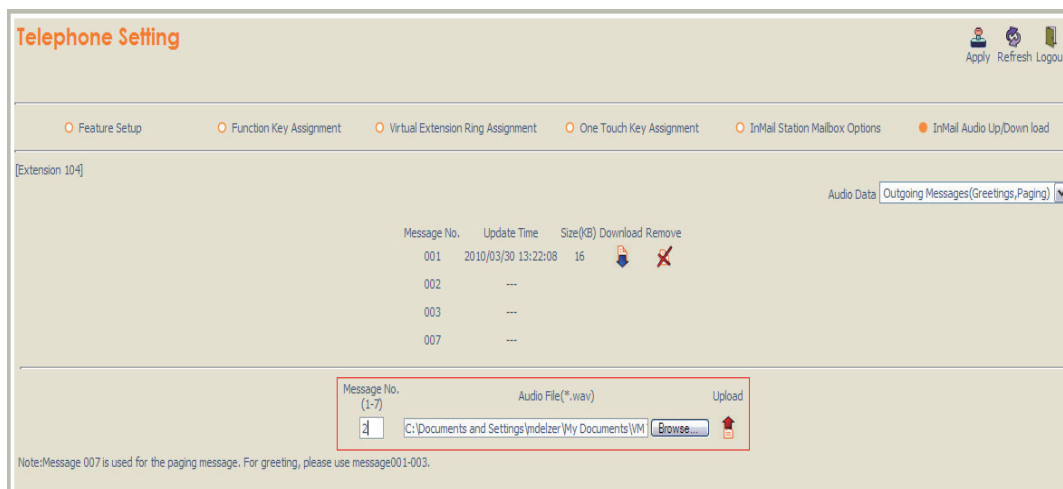 Telephone Setting
Apply Refresh Logou
Feature Setup Function Key Assignment Virtual Extension Ring Assignment One Touch Key Assignment InMail Station Mailbox Options InMail Audio Up/Down load
[Extension 104]
Audio Data Outgoing Messages(Greetings,Paging)
Message No. Update Time Size(KB) Download Remove
001 2010/03/30 13:22:08 16
002 ---
003 ---
007 ---
Message No. (1-7) Audio File(*.wav) Upload
2 C:\Documents and Settings\mdelzer\My Documents\VM Browse...
Note:Message 007 is used for the paging message. For greeting, please use message001-003.